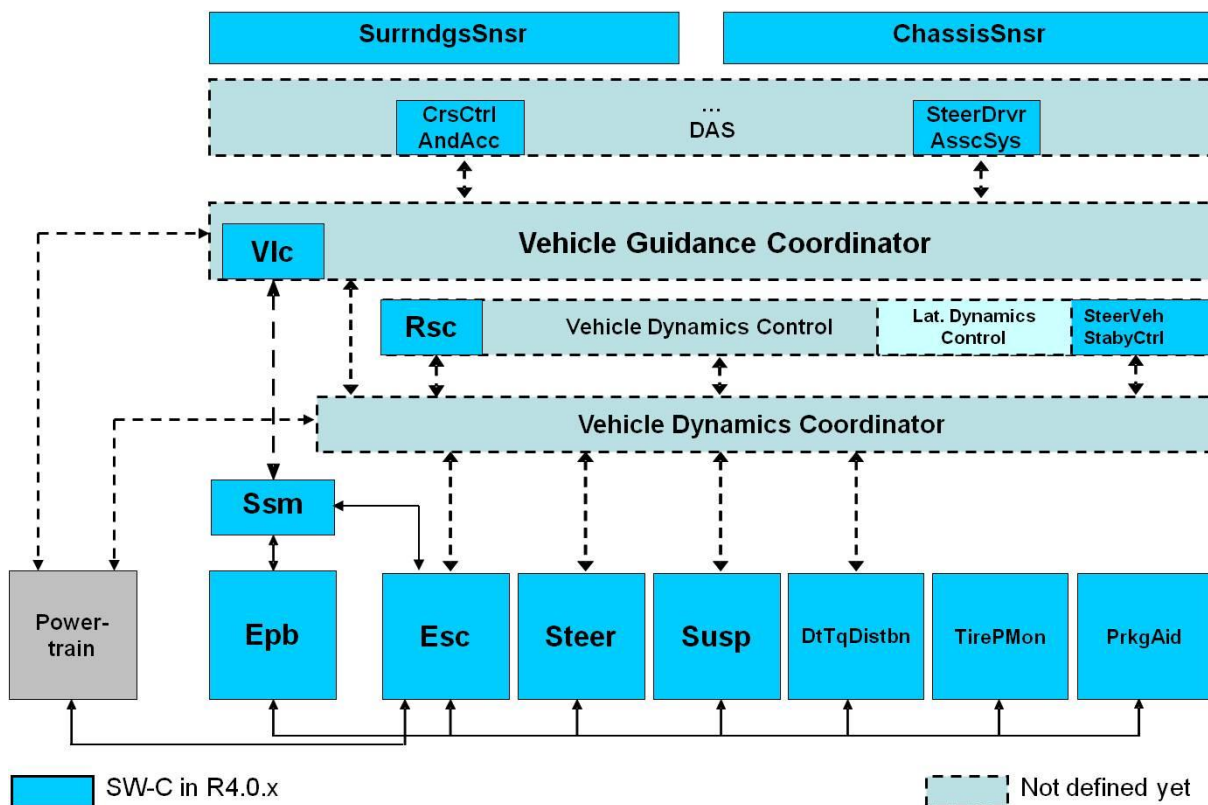 SurrndgsSnsr
ChassisSnsr
CrsCtrl
AndAcc
...
DAS
SteerDrvr
AsscSys
Vlc
Vehicle Guidance Coordinator
Rsc
Vehicle Dynamics Control
Lat. Dynamics
Control
SteerVeh
StabyCtrl
Vehicle Dynamics Coordinator
Ssm
Power-
train
Epb
Esc
Steer
Susp
DtTqDistbn
TirePMon
PrkgAid
SW-C in R4.0.x
Not defined yet